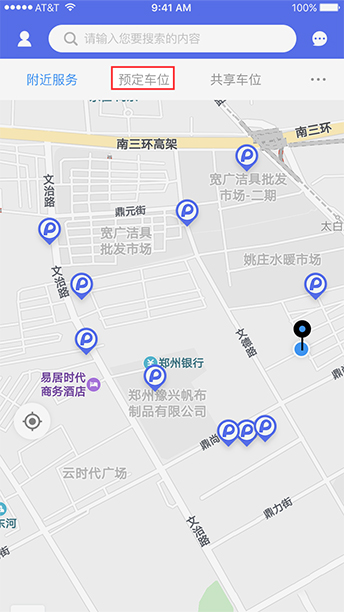 AT&T 9:41 AM 100%
请输入您要搜索的内容
附近服务 预定车位 共享车位 ...
南三环高架
南三环
文治路
宽广洁具批发
市场-二期
鼎元街
太白
宽广洁具
批发市场
姚庄水暖市场
文治路
文德路
郑州银行
易居时代
商务酒店
郑州豫兴帆布
制品有限公司
鼎尚
云时代广场
鼎力街
东河
文治路